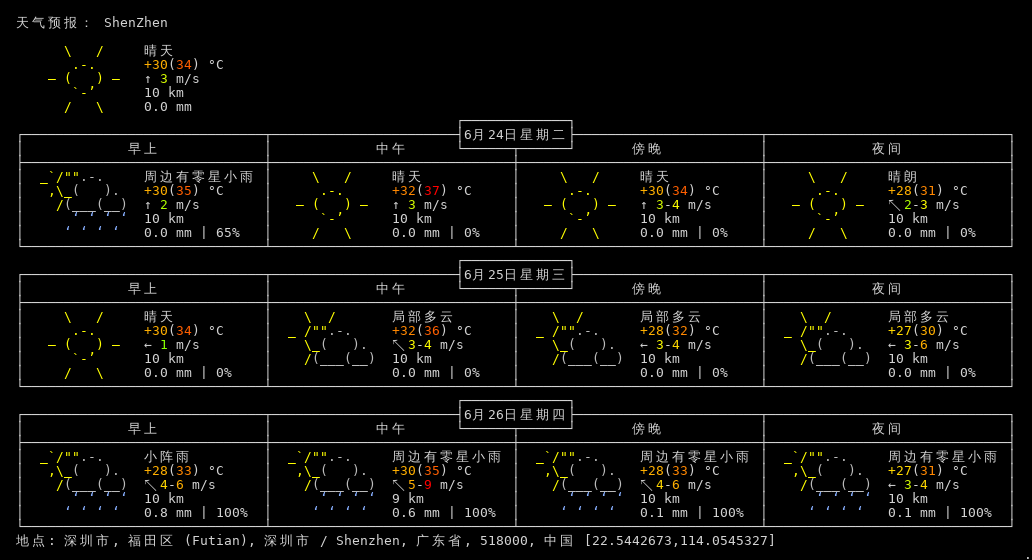 天气预报： ShenZhen
晴天
+30(34) °C
↑ 3 m/s
10 km
0.0 mm
6月24日星期二
早上 中午 傍晚 夜间
周边有零星小雨 晴天 晴天 晴朗
+30(35) °C +32(37) °C +30(34) °C +28(31) °C
↑ 2 m/s ↑ 3 m/s ↑ 3-4 m/s ↖ 2-3 m/s
10 km 10 km 10 km 10 km
0.0 mm | 65% 0.0 mm | 0% 0.0 mm | 0% 0.0 mm | 0%
6月25日星期三
早上 中午 傍晚 夜间
晴天 局部多云 局部多云 局部多云
+30(34) °C +32(36) °C +28(32) °C +27(30) °C
← 1 m/s ↖ 3-4 m/s ← 3-4 m/s ← 3-6 m/s
10 km 10 km 10 km 10 km
0.0 mm | 0% 0.0 mm | 0% 0.0 mm | 0% 0.0 mm | 0%
6月26日星期四
早上 中午 傍晚 夜间
小阵雨 周边有零星小雨 周边有零星小雨 周边有零星小雨
+28(33) °C +30(35) °C +28(33) °C +27(31) °C
↖ 4-6 m/s ↖ 5-9 m/s ↖ 4-6 m/s ← 3-4 m/s
10 km 9 km 10 km 10 km
0.8 mm | 100% 0.6 mm | 100% 0.1 mm | 100% 0.1 mm | 100%
地点: 深圳市, 福田区 (Futian), 深圳市 / Shenzhen, 广东省, 518000, 中国 [22.5442673,114.0545327]